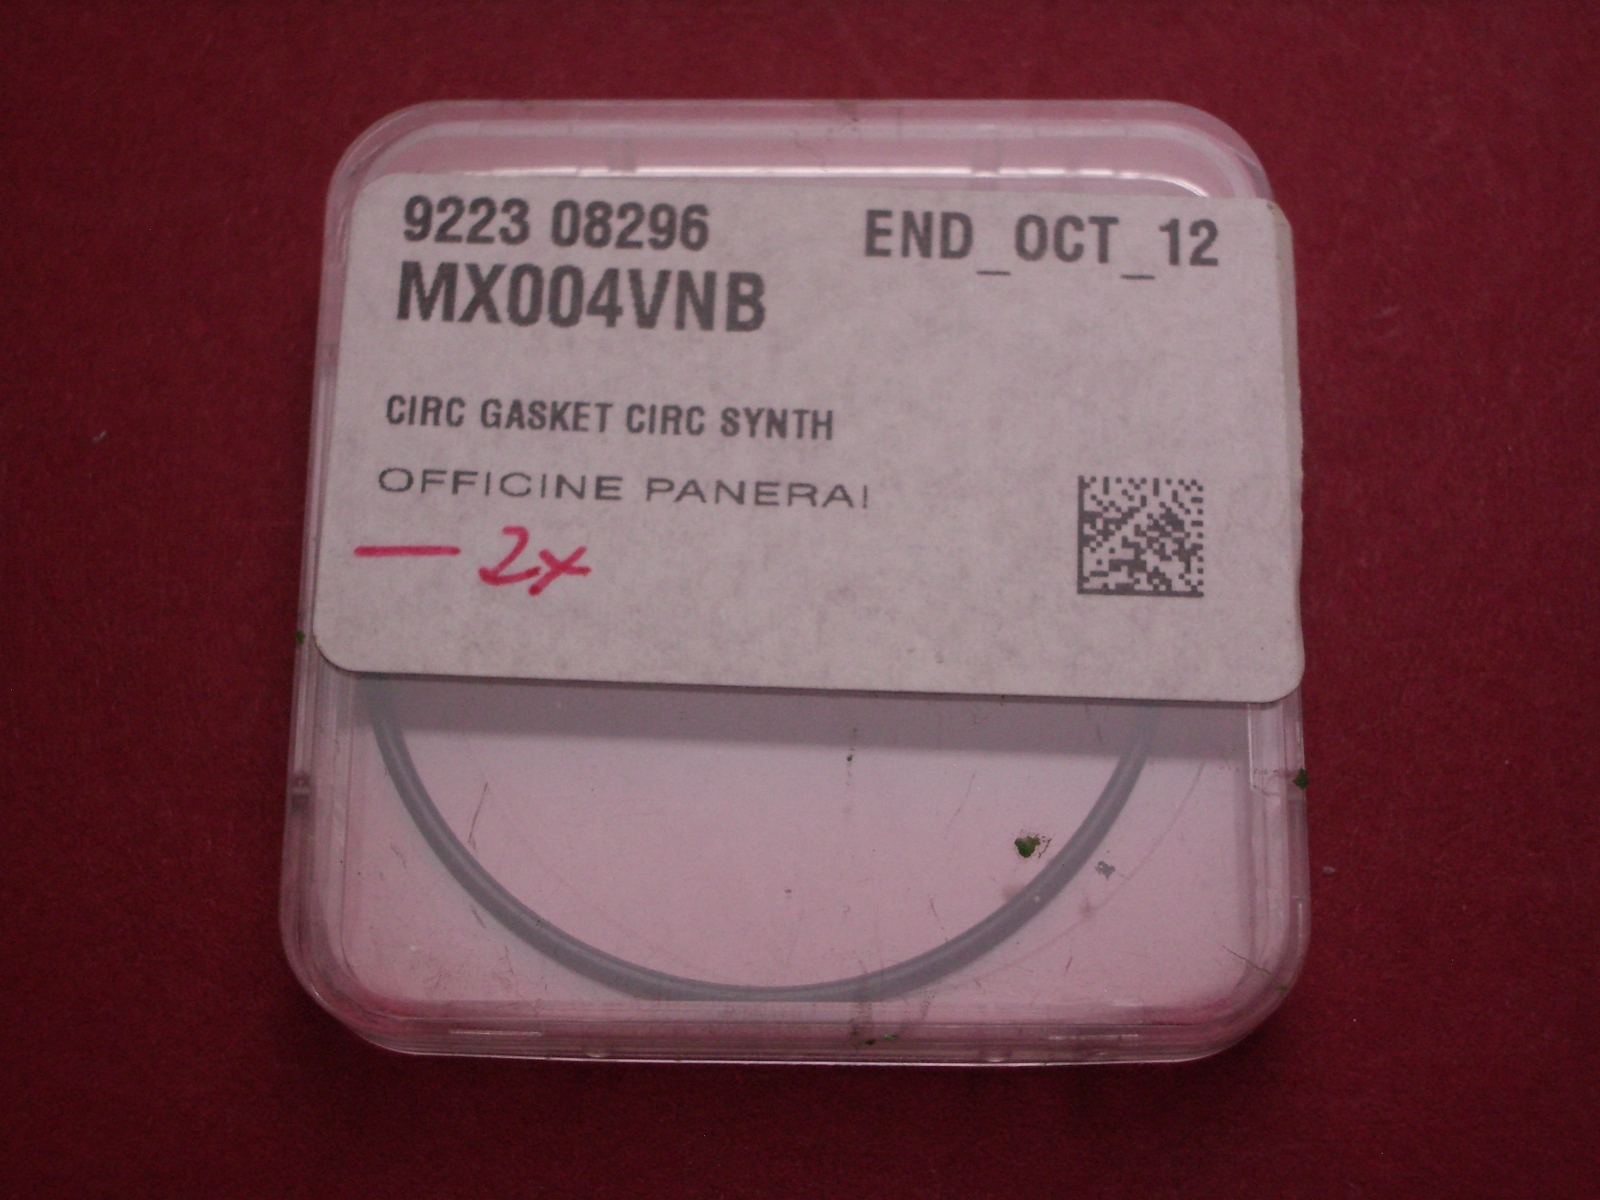 9223 08296 END_OCT_12
MX004VNB
CIRC GASKET CIRC SYNTH
OFFICINE PANERAI
— 2x